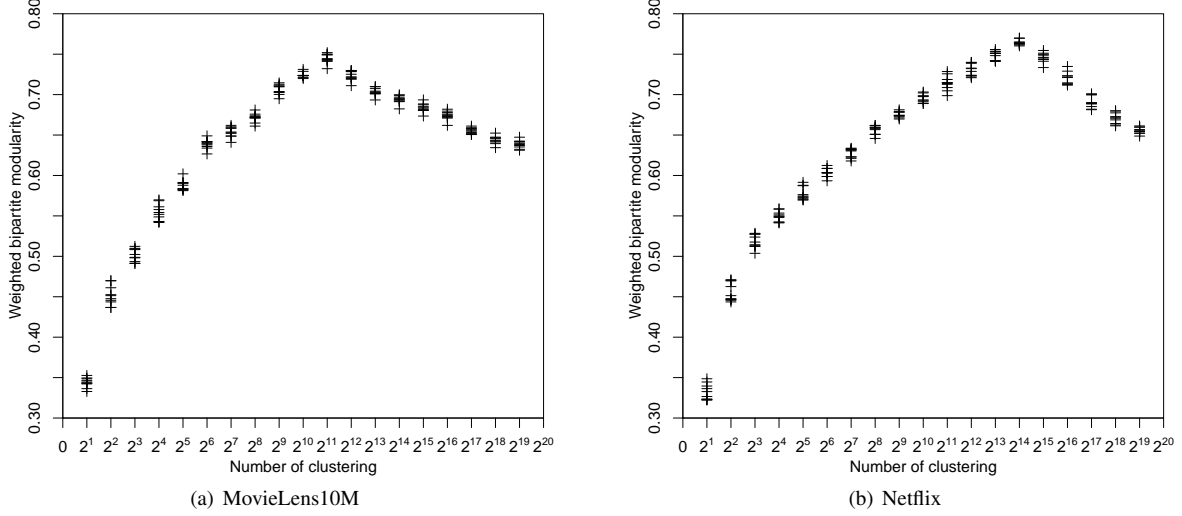 0.80
0.70
0.60
0.50
0.40
0.30
Weighted bipartite modularity
0 2^1 2^2 2^3 2^4 2^5 2^6 2^7 2^8 2^9 2^10 2^11 2^12 2^13 2^14 2^15 2^16 2^17 2^18 2^19 2^20
Number of clustering
(a) MovieLens10M
0.80
0.70
0.60
0.50
0.40
0.30
Weighted bipartite modularity
0 2^1 2^2 2^3 2^4 2^5 2^6 2^7 2^8 2^9 2^10 2^11 2^12 2^13 2^14 2^15 2^16 2^17 2^18 2^19 2^20
Number of clustering
(b) Netflix